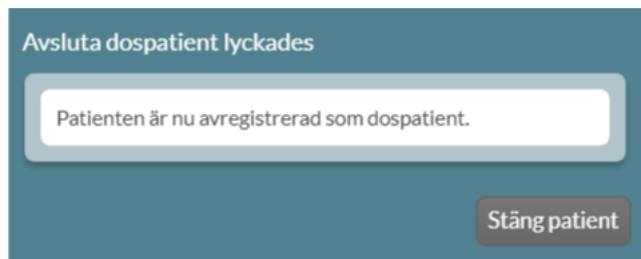 Avsluta dospatient lyckades
Patienten är nu avregistrerad som dospatient.
Stäng patient